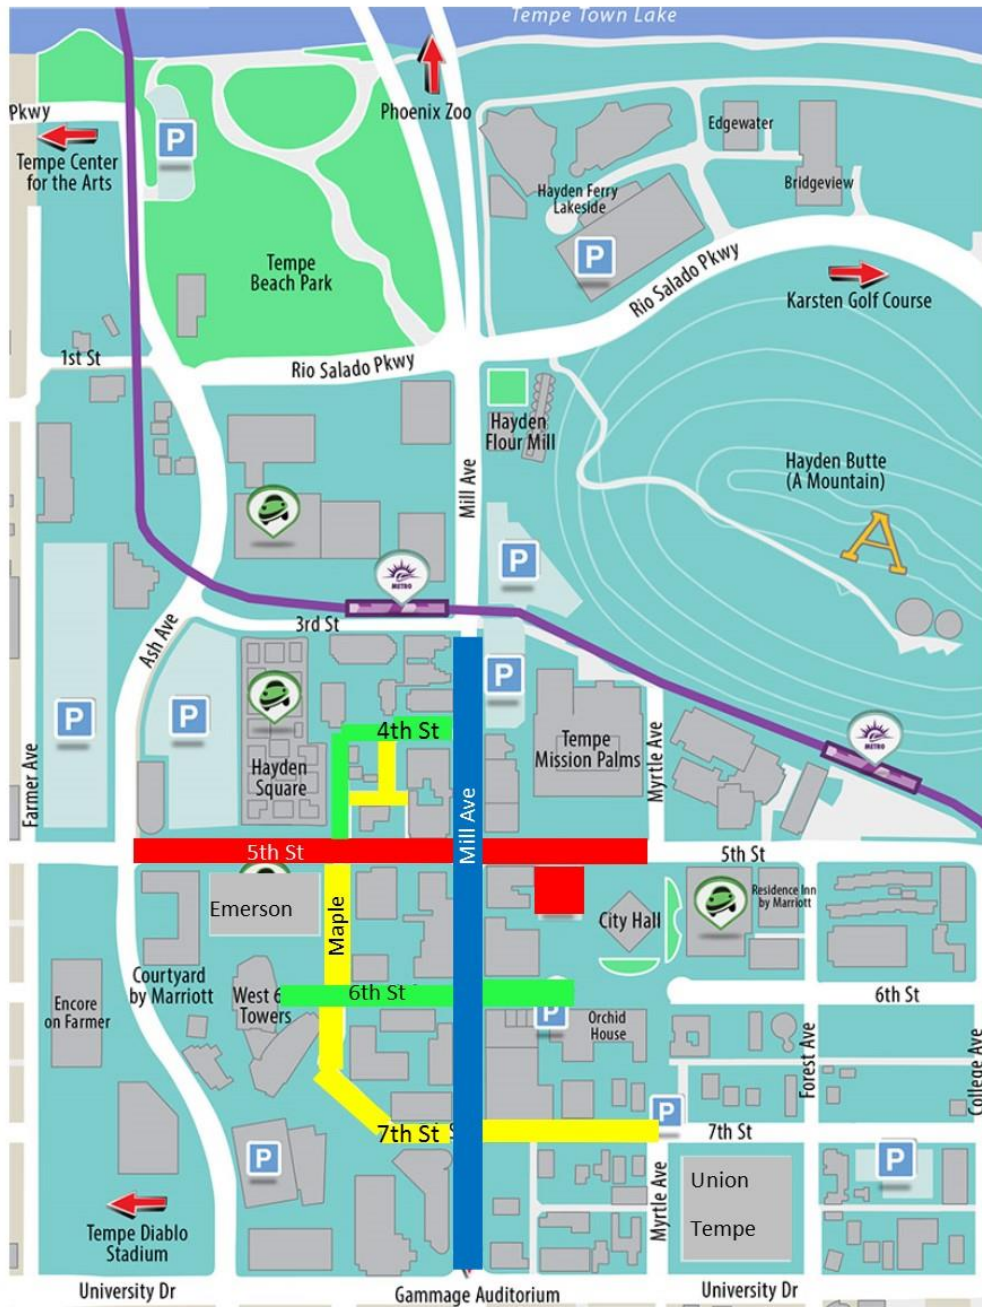 Tempe Town Lake
Pkwy
Tempe Center
for the Arts
P
Phoenix Zoo
Edgewater
Bridgeview
Hayden Ferry
Lakeside
P
Tempe
Beach Park
Rio Salado Pkwy
Karsten Golf Course
1st St
Rio Salado Pkwy
Hayden
Flour Mill
Mill Ave
Hayden Butte
(A Mountain)
A
P
METRO
3rd St
Ash Ave
P
P
P
4th St
Hayden
Square
Tempe
Mission Palms
Myrtle Ave
METRO
Farmer Ave
Mill Ave
5th St
5th St
Emerson
Maple
City Hall
Residence Inn
by Marriott
Courtyard
by Marriott
West 6
Towers
6th St
6th St
Encore
on Farmer
P
Orchid
House
Forest Ave
College Ave
P
7th St
7th St
P
P
Myrtle Ave
Union
Tempe
Tempe Diablo
Stadium
University Dr
Gammage Auditorium
University Dr